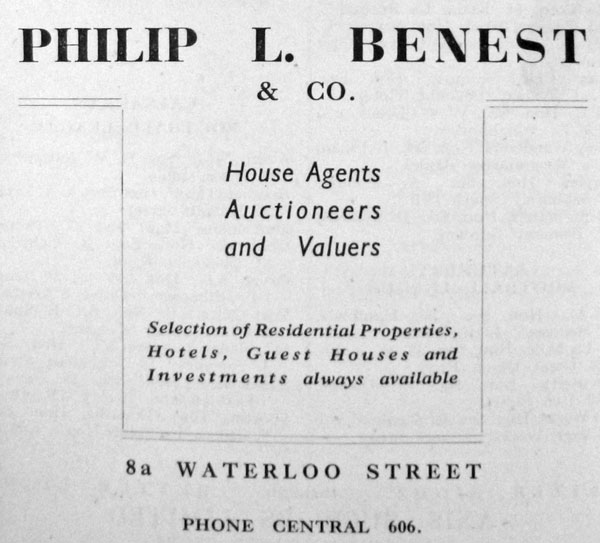 PHILIP L. BENEST
& CO.
House Agents
Auctioneers
and Valuers
Selection of Residential Properties,
Hotels, Guest Houses and
Investments always available
8a WATERLOO STREET
PHONE CENTRAL 606.